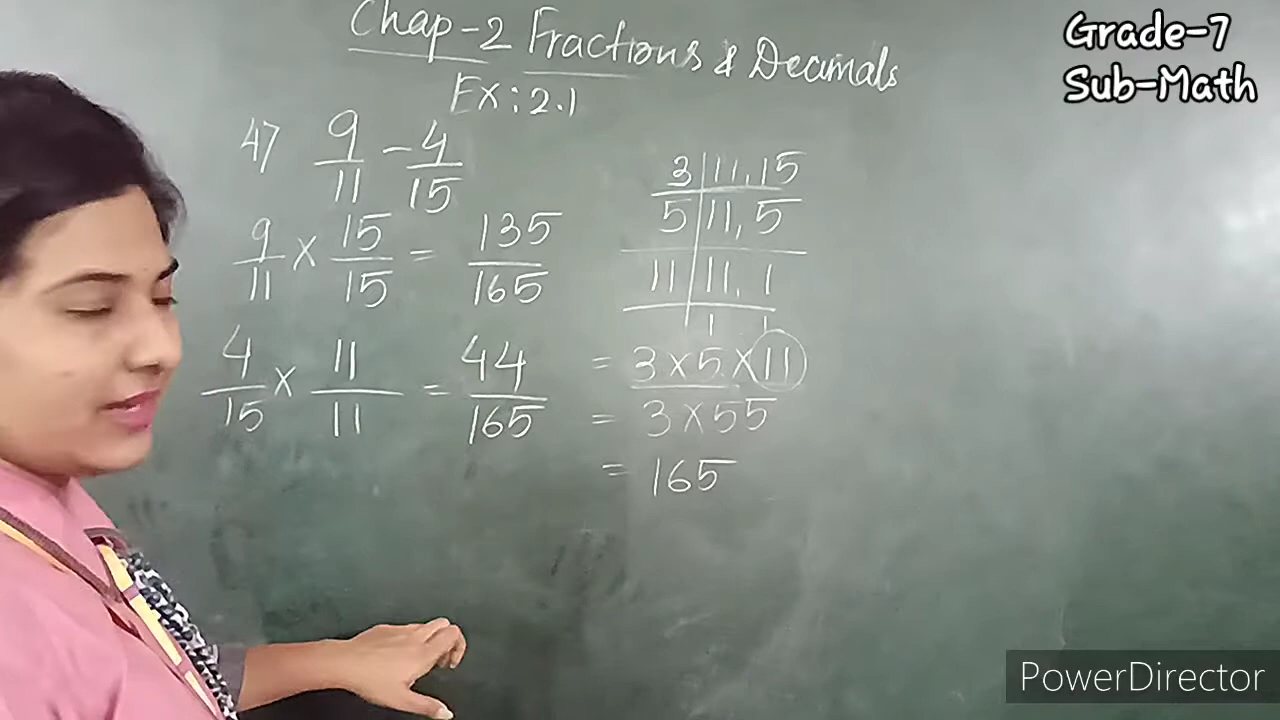 Chap-2 Fractions & Decimals
Ex: 2.1
Grade-7
Sub-Math
47 9/11 - 4/15
9/11 × 15/15 = 135/165
4/15 × 11/11 = 44/165
3 | 11, 15
5 | 11, 5
11 | 11, 1
1 1
= 3 × 5 × 11
= 3 × 55
= 165
PowerDirector